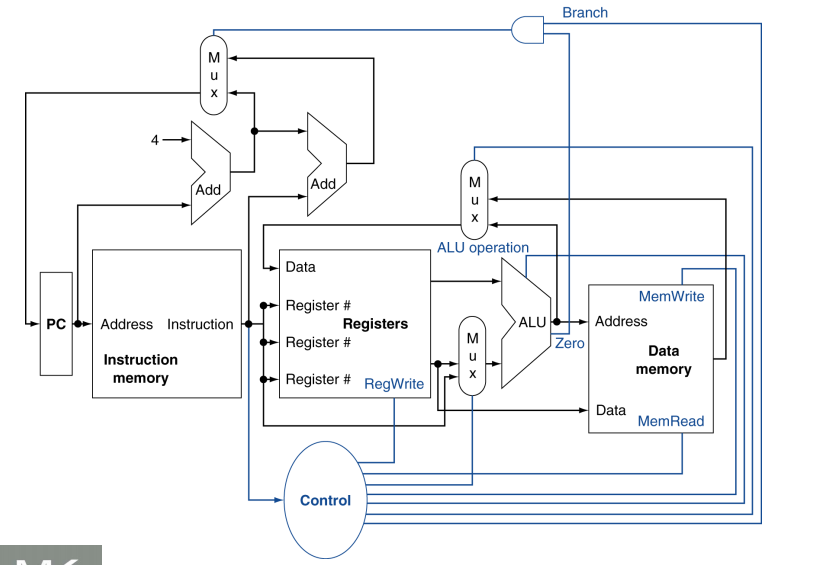 Branch
M
u
x
4
Add
Add
M
u
x
ALU operation
Data
Register #
Registers
Register #
Register #
RegWrite
PC
Address
Instruction
Instruction
memory
M
u
x
ALU
Zero
MemWrite
Address
Data
memory
Data
MemRead
Control